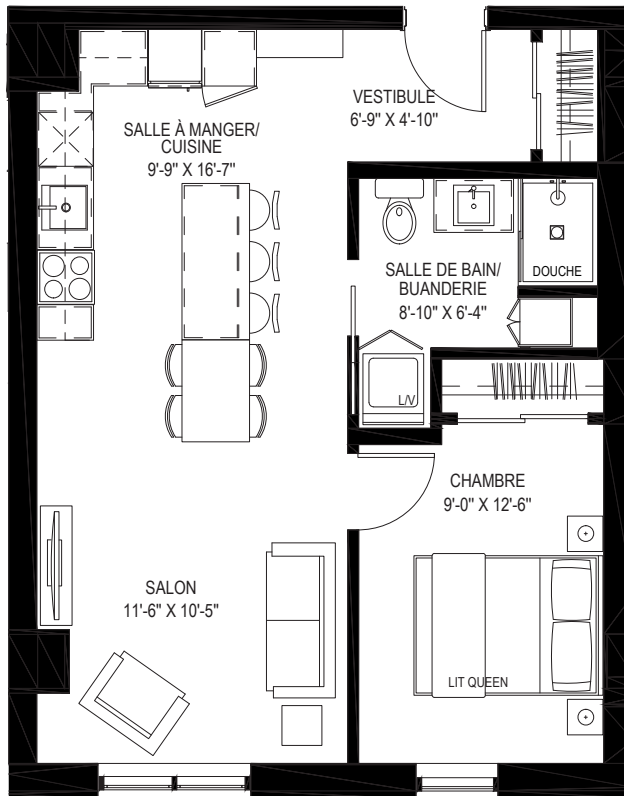 VESTIBULE
6'-9" X 4'-10"
SALLE À MANGER/
CUISINE
9'-9" X 16'-7"
SALLE DE BAIN/
BUANDERIE
8'-10" X 6'-4"
DOUCHE
L/V
CHAMBRE
9'-0" X 12'-6"
SALON
11'-6" X 10'-5"
LIT QUEEN